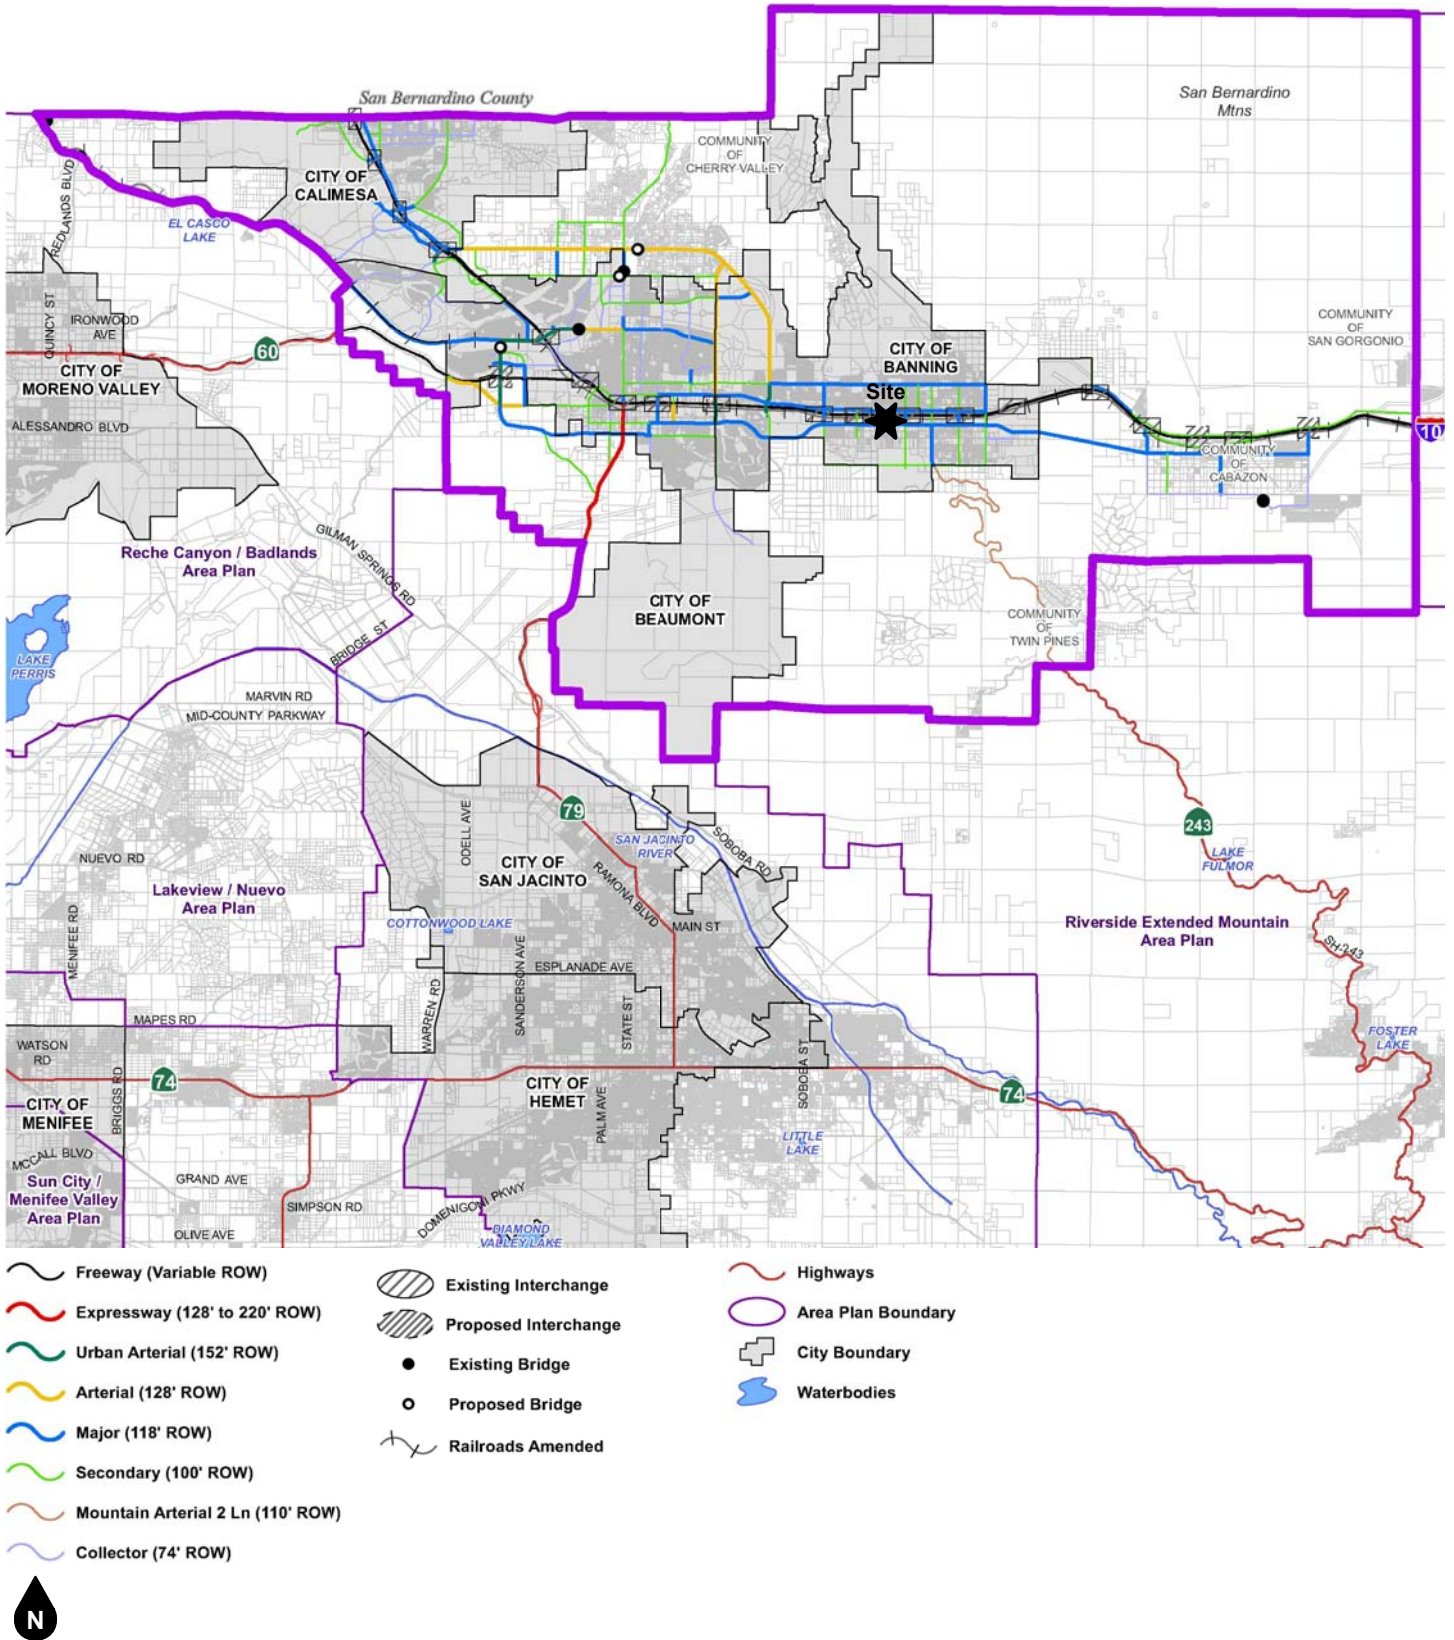 San Bernardino County
San Bernardino
Mtns
COMMUNITY
OF
CHERRY VALLEY
CITY OF
CALIMESA
REDLANDS BLVD
EL CASCO
LAKE
QUINCY ST
IRONWOOD
AVE
60
CITY OF
MORENO VALLEY
ALESSANDRO BLVD
COMMUNITY
OF
SAN GORGONIO
CITY OF
BANNING
Site
10
COMMUNITY
OF
CABAZON
Reche Canyon / Badlands
Area Plan
GILMAN SPRINGS RD
BRIDGE ST
CITY OF
BEAUMONT
COMMUNITY
OF
TWIN PINES
LAKE
PERRIS
MARVIN RD
MID-COUNTY PARKWAY
79
243
ODELL AVE
SAN JACINTO
RIVER
SOBOBA RD
LAKE
FULMOR
NUEVO RD
CITY OF
SAN JACINTO
RAMONA BLVD
Lakeview / Nuevo
Area Plan
COTTONWOOD LAKE
MAIN ST
Riverside Extended Mountain
Area Plan
SH-243
MENIFEE RD
SANDERSON AVE
ESPLANADE AVE
WARREN RD
STATE ST
MAPES RD
WATSON
RD
FOSTER
LAKE
74
BRIGGS RD
CITY OF
MENIFEE
CITY OF
HEMET
PALM AVE
SOBOBA ST
74
LITTLE
LAKE
MCCALL BLVD
Sun City /
Menifee Valley
Area Plan
GRAND AVE
SIMPSON RD
DOMENIGONI PKWY
OLIVE AVE
DIAMOND
VALLEY LAKE
Freeway (Variable ROW)
Expressway (128' to 220' ROW)
Urban Arterial (152' ROW)
Arterial (128' ROW)
Major (118' ROW)
Secondary (100' ROW)
Mountain Arterial 2 Ln (110' ROW)
Collector (74' ROW)
Existing Interchange
Proposed Interchange
Existing Bridge
Proposed Bridge
Railroads Amended
Highways
Area Plan Boundary
City Boundary
Waterbodies
N